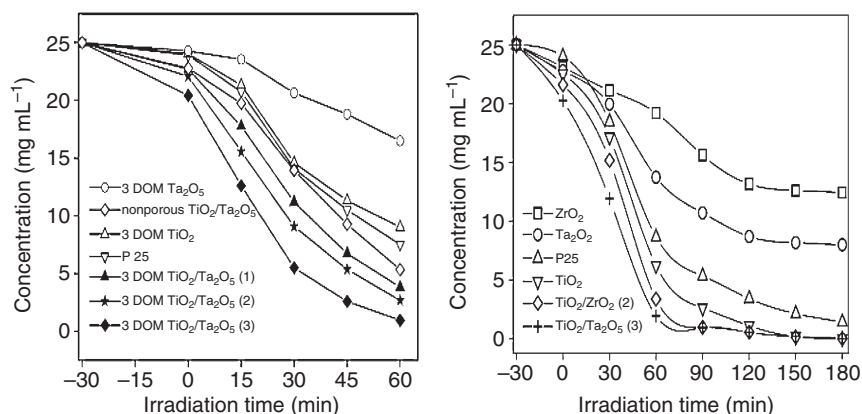 25
20
15
10
5
0
Concentration (mg mL⁻¹)
3 DOM Ta₂O₅
nonporous TiO₂/Ta₂O₅
3 DOM TiO₂
P 25
3 DOM TiO₂/Ta₂O₅ (1)
3 DOM TiO₂/Ta₂O₅ (2)
3 DOM TiO₂/Ta₂O₅ (3)
−30 −15 0 15 30 45 60
Irradiation time (min)
25
20
15
10
5
0
Concentration (mg mL⁻¹)
ZrO₂
Ta₂O₂
P25
TiO₂
TiO₂/ZrO₂ (2)
TiO₂/Ta₂O₅ (3)
−30 0 30 60 90 120 150 180
Irradiation time (min)